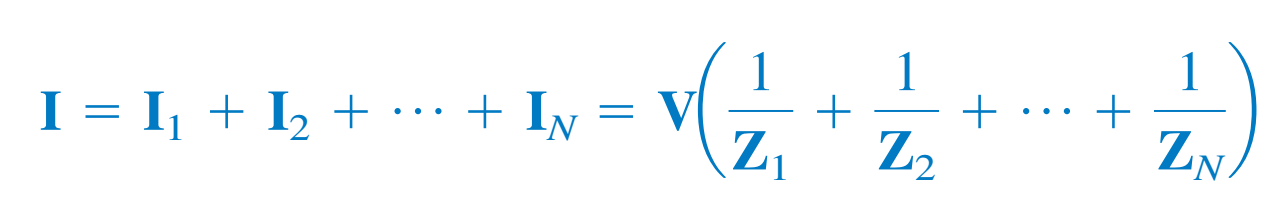 I = I₁ + I₂ + ⋯ + I_N = V(1/Z₁ + 1/Z₂ + ⋯ + 1/Z_N)